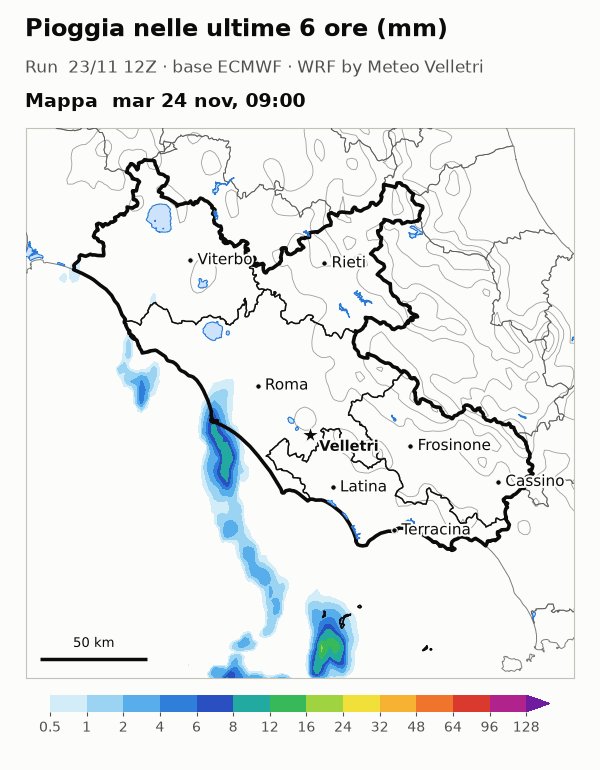 Pioggia nelle ultime 6 ore (mm)
Run  23/11 12Z · base ECMWF · WRF by Meteo Velletri
Mappa  mar 24 nov, 09:00
Viterbo
Rieti
Roma
Velletri
Frosinone
Latina
Cassino
Terracina
50 km
0.5 1 2 4 6 8 12 16 24 32 48 64 96 128